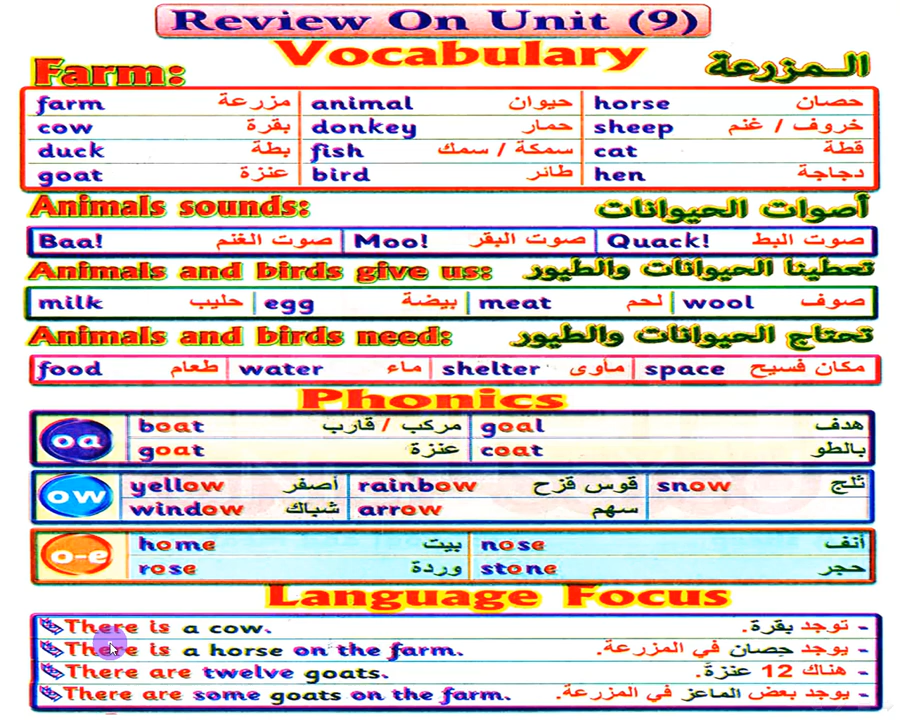 Review On Unit (9)
Vocabulary
Farm: الـمزرعة
farm مزرعة animal حيوان horse حصان
cow بقرة donkey حمار sheep خروف / غنم
duck بطة fish سمكة / سمك cat قطة
goat عنزة bird طائر hen دجاجة
Animals sounds: أصوات الحيوانات
Baa! صوت الغنم Moo! صوت البقر Quack! صوت البط
Animals and birds give us: تعطينا الحيوانات والطيور
milk حليب egg بيضة meat لحم wool صوف
Animals and birds need: تحتاج الحيوانات والطيور
food طعام water ماء shelter مأوى space مكان فسيح
Phonics
oa
boat مركب / قارب goal هدف
goat عنزة coat بالطو
ow
yellow أصفر rainbow قوس قزح snow ثلج
window شباك arrow سهم
o-e
home بيت nose أنف
rose وردة stone حجر
Language Focus
There is a cow. - توجد بقرة.
There is a horse on the farm. - يوجد حِصان في المزرعة.
There are twelve goats. - هناك 12 عنزةً.
There are some goats on the farm. - يوجد بعض الماعز في المزرعة.